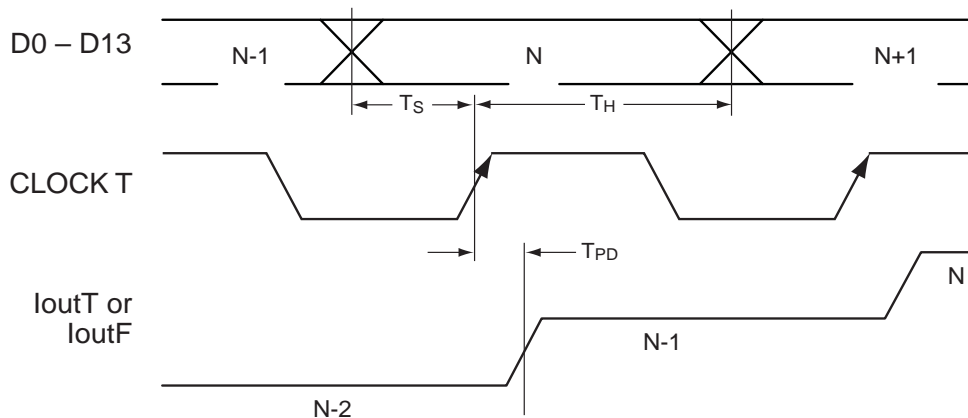 D0 – D13
N-1
N
N+1
TS
TH
CLOCK T
TPD
IoutT or
IoutF
N
N-1
N-2